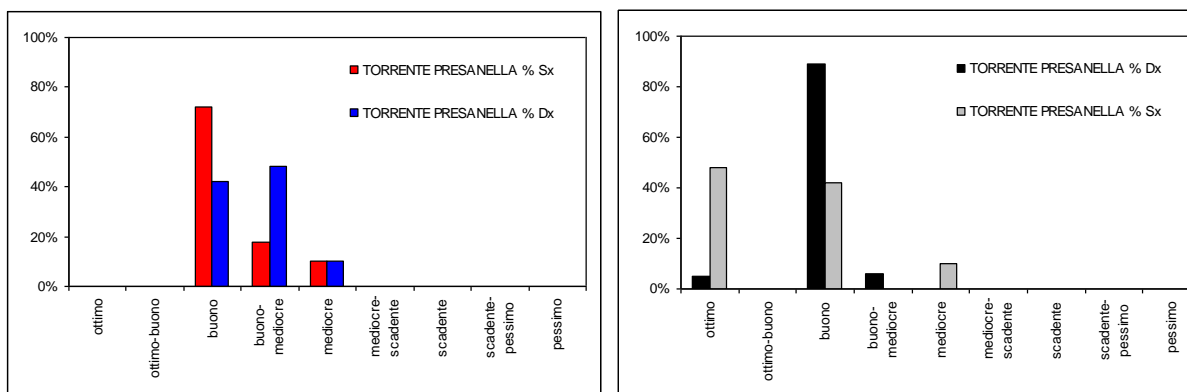 100%
80%
60%
40%
20%
0%
TORRENTE PRESANELLA % Sx
TORRENTE PRESANELLA % Dx
ottimo
ottimo-buono
buono
buono-
mediocre
mediocre
mediocre-
scadente
scadente
scadente-
pessimo
pessimo
100%
80%
60%
40%
20%
0%
TORRENTE PRESANELLA % Dx
TORRENTE PRESANELLA % Sx
ottimo
ottimo-buono
buono
buono-
mediocre
mediocre
mediocre-
scadente
scadente
scadente-
pessimo
pessimo